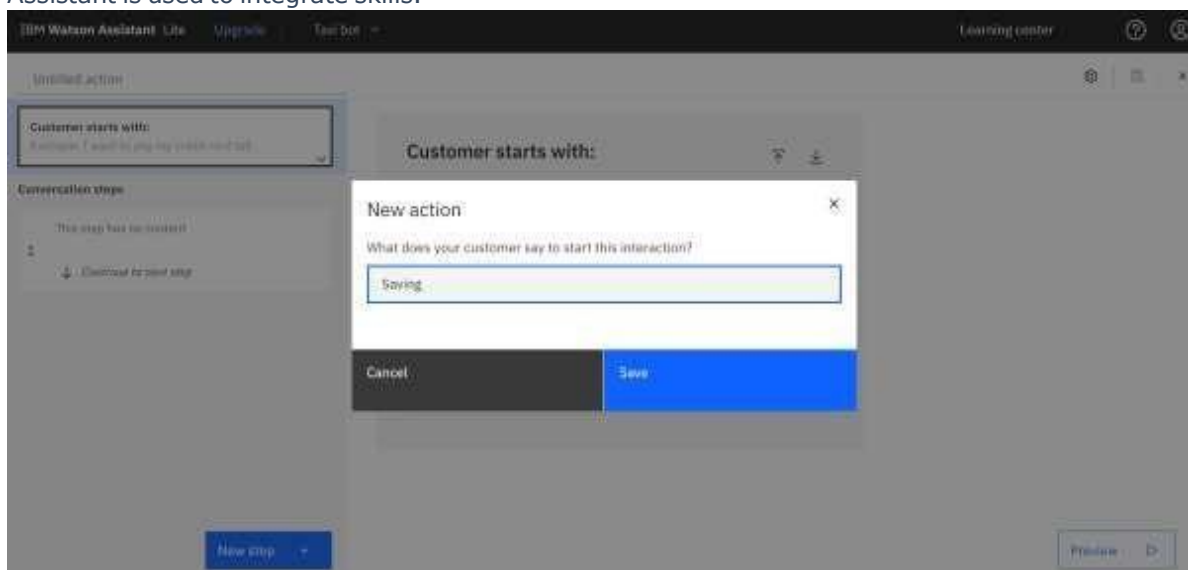 Assistant is used to integrate skills.
IBM Watson Assistant Lite Upgrade Test bot Learning center
Untitled action
Customer starts with:
Customer starts with:
Conversation steps
This step has no content
Continue to next step
New action
What does your customer say to start this interaction?
Saving
Cancel Save
New step
Preview